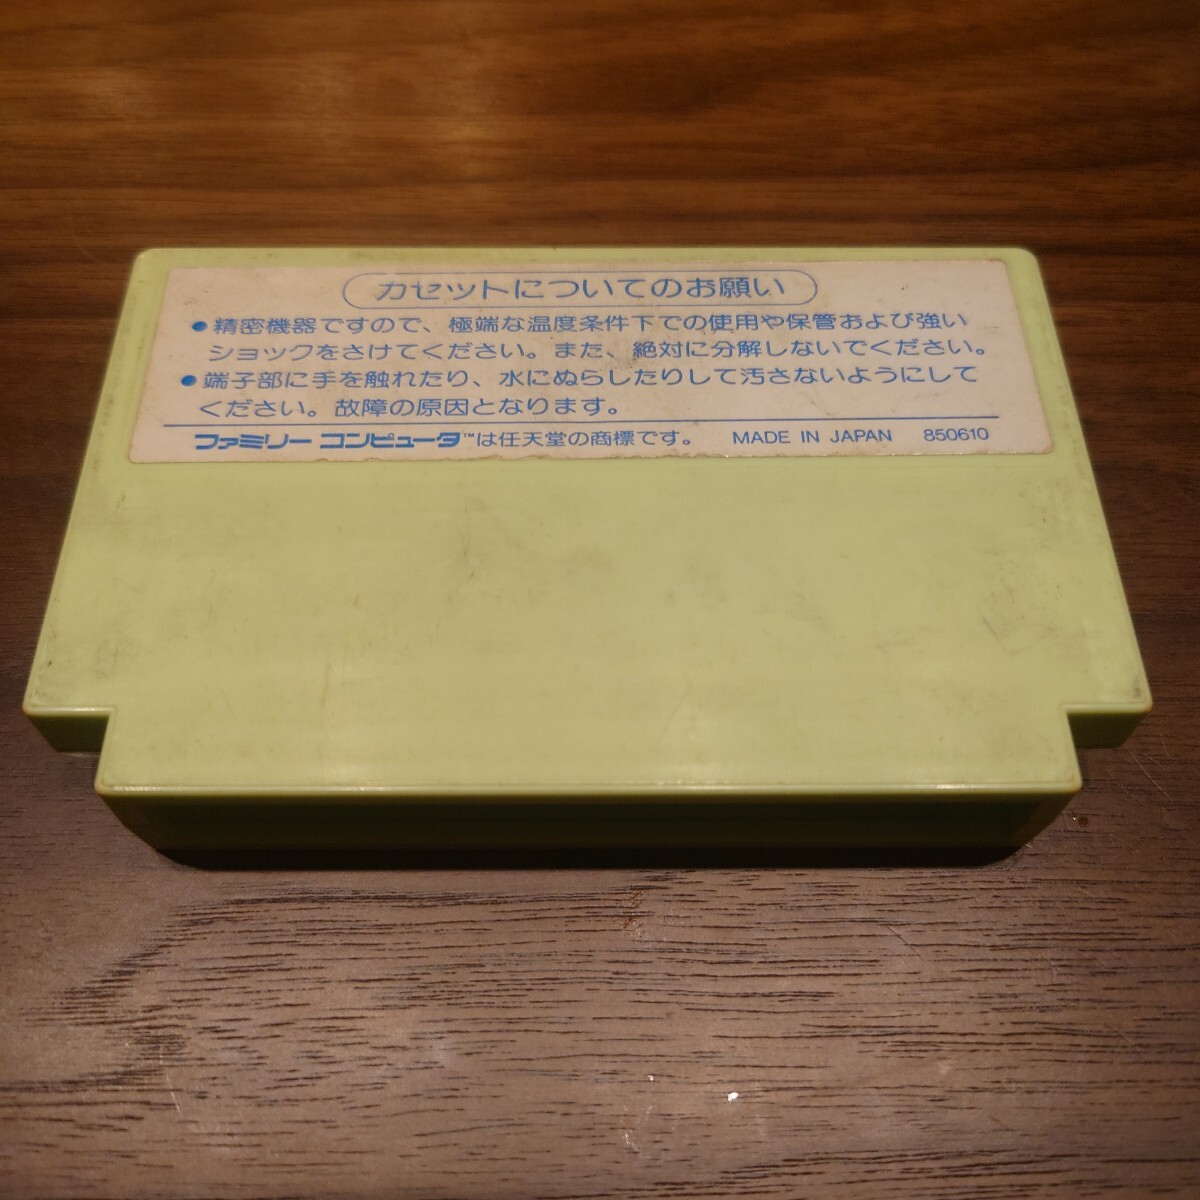 カセットについてのお願い
●精密機器ですので、極端な温度条件下での使用や保管および強い
ショックをさけてください。また、絶対に分解しないでください。
●端子部に手を触れたり、水にぬらしたりして汚さないようにして
ください。故障の原因となります。
ファミリー コンピュータ™は任天堂の商標です。 MADE IN JAPAN 850610